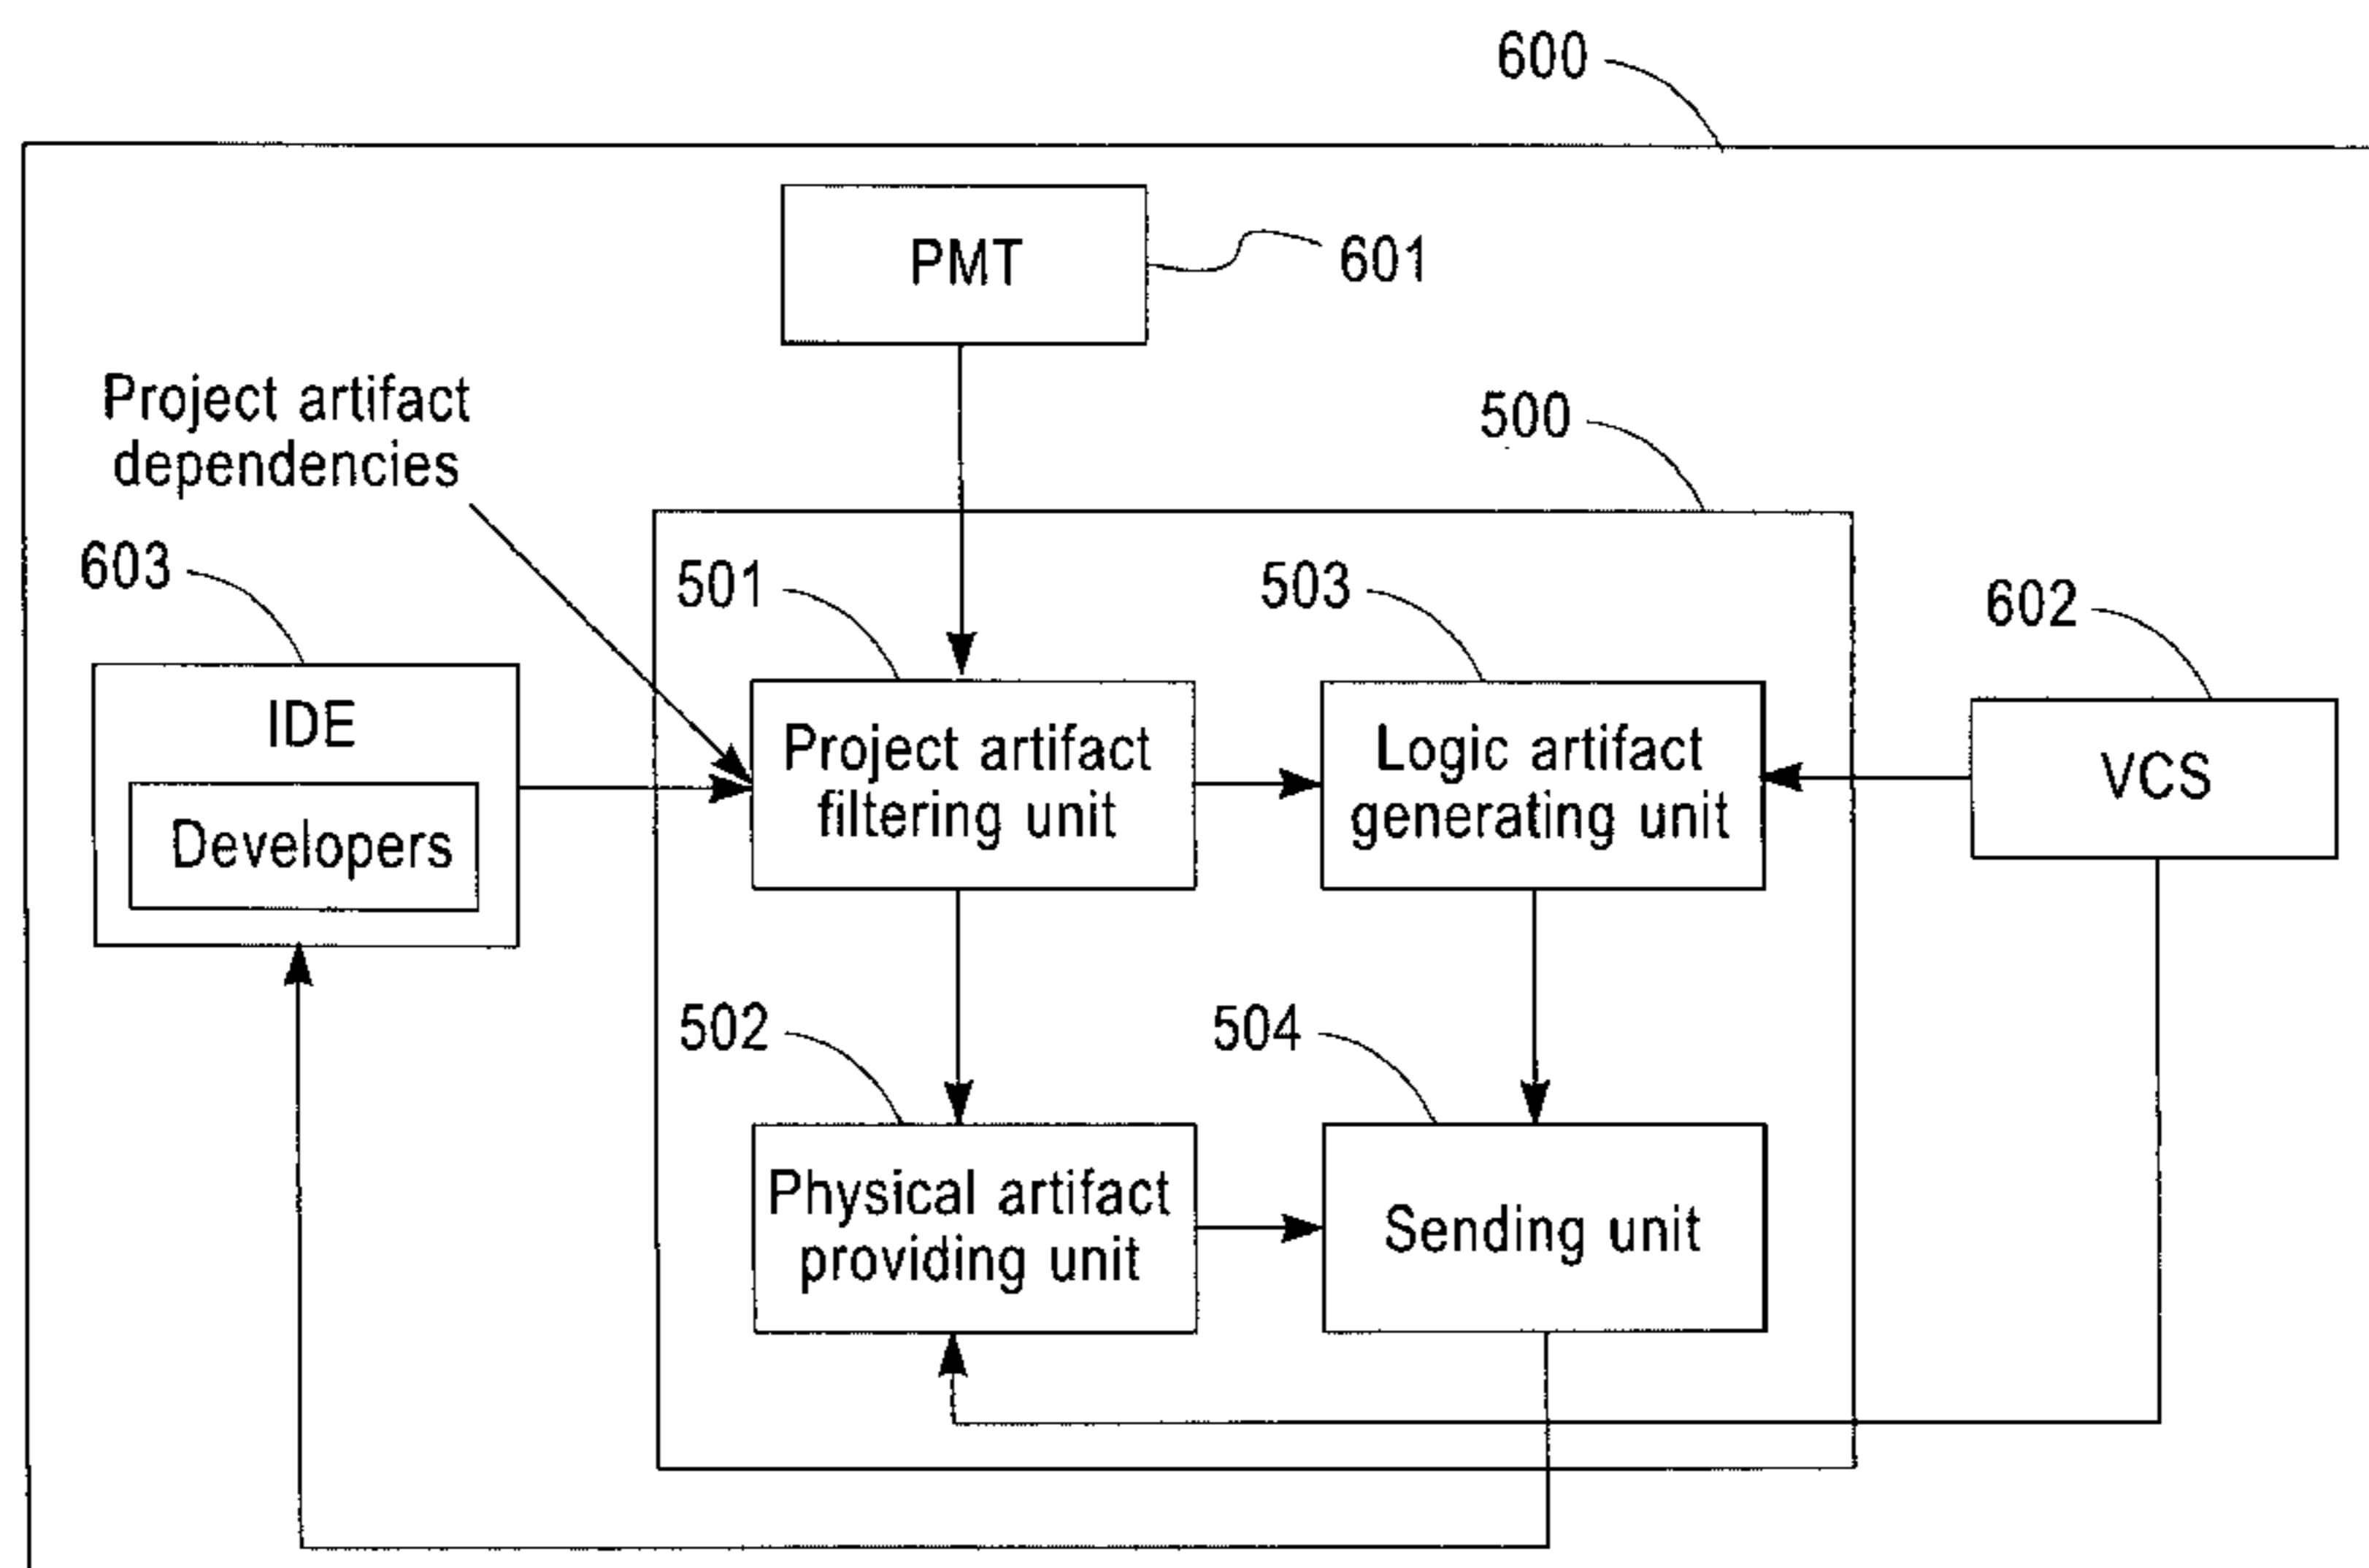 600
PMT
601
Project artifact
dependencies
500
603
501
503
602
IDE
Developers
Project artifact
filtering unit
Logic artifact
generating unit
VCS
502
504
Physical artifact
providing unit
Sending unit